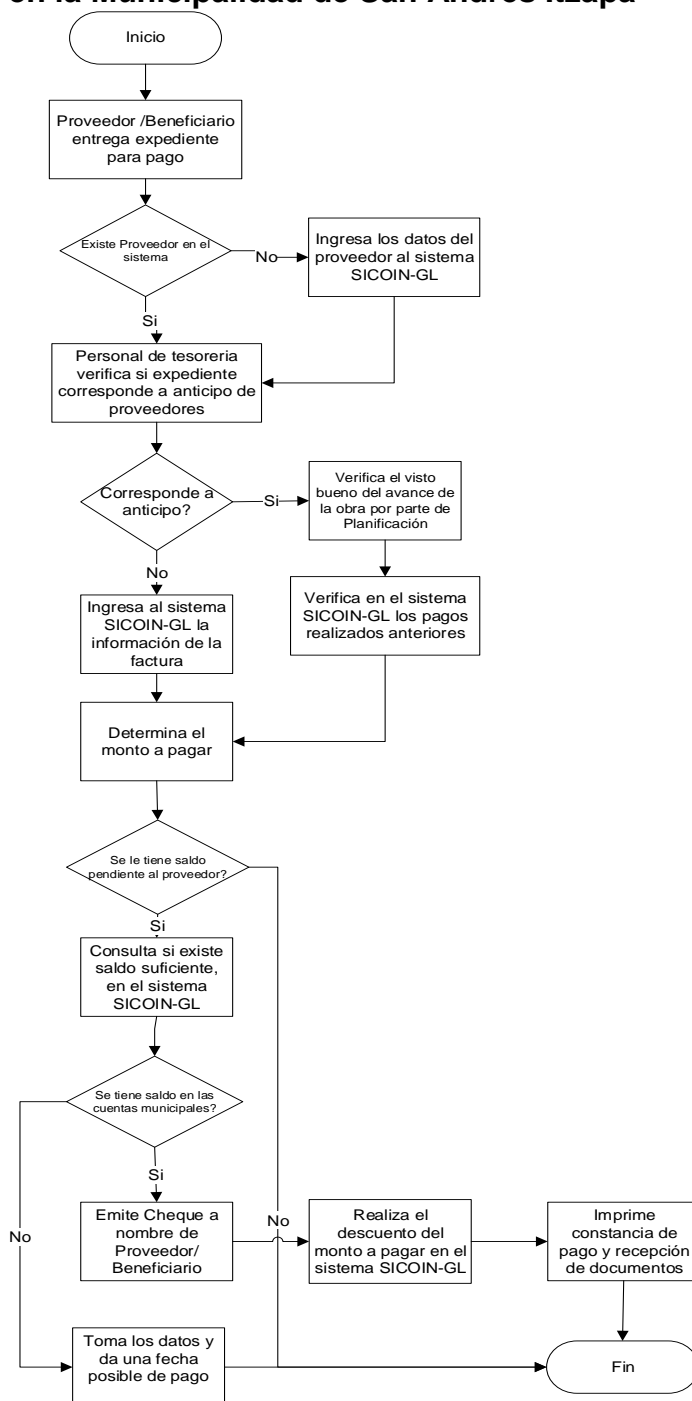 en la Municipalidad de San Andrés Itzapa
Inicio
Proveedor /Beneficiario
entrega expediente
para pago
Existe Proveedor en el
sistema
No
Ingresa los datos del
proveedor al sistema
SICOIN-GL
Si
Personal de tesoreria
verifica si expediente
corresponde a anticipo de
proveedores
Corresponde a
anticipo?
Si
Verifica el visto
bueno del avance de
la obra por parte de
Planificación
No
Ingresa al sistema
SICOIN-GL la
información de la
factura
Verifica en el sistema
SICOIN-GL los pagos
realizados anteriores
Determina el
monto a pagar
Se le tiene saldo
pendiente al proveedor?
Si
Consulta si existe
saldo suficiente,
en el sistema
SICOIN-GL
Se tiene saldo en las
cuentas municipales?
Si
No
Emite Cheque a
nombre de
Proveedor/
Beneficiario
No
Realiza el
descuento del
monto a pagar en el
sistema SICOIN-GL
Imprime
constancia de
pago y recepción
de documentos
Toma los datos y
da una fecha
posible de pago
Fin